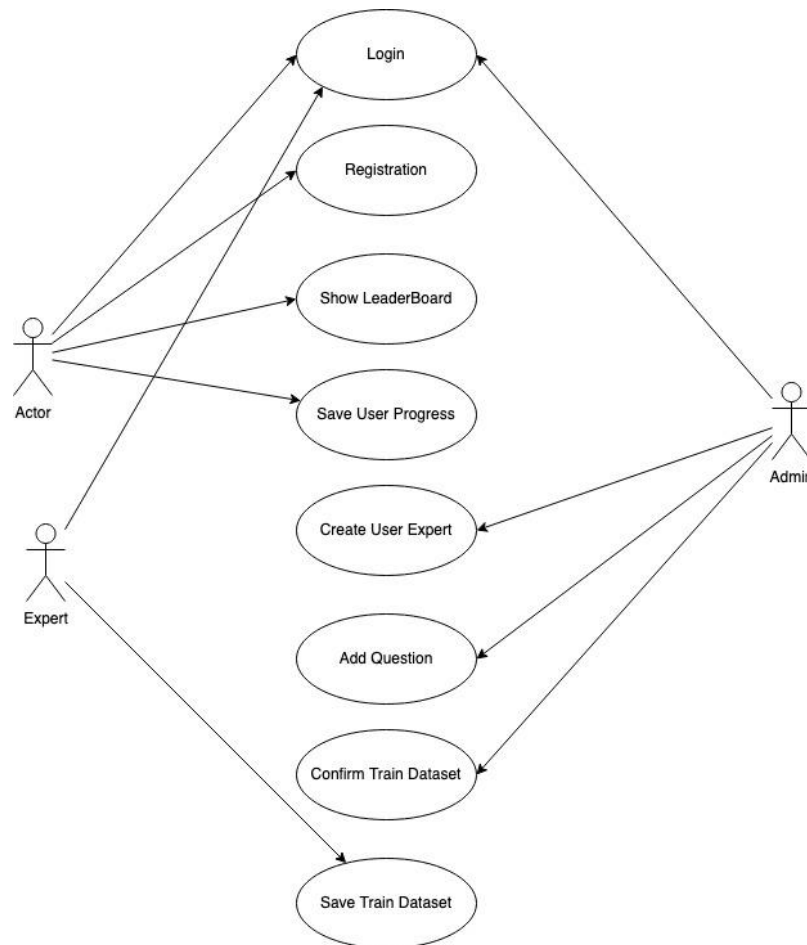 Login
Registration
Show LeaderBoard
Actor
Save User Progress
Admin
Create User Expert
Expert
Add Question
Confirm Train Dataset
Save Train Dataset